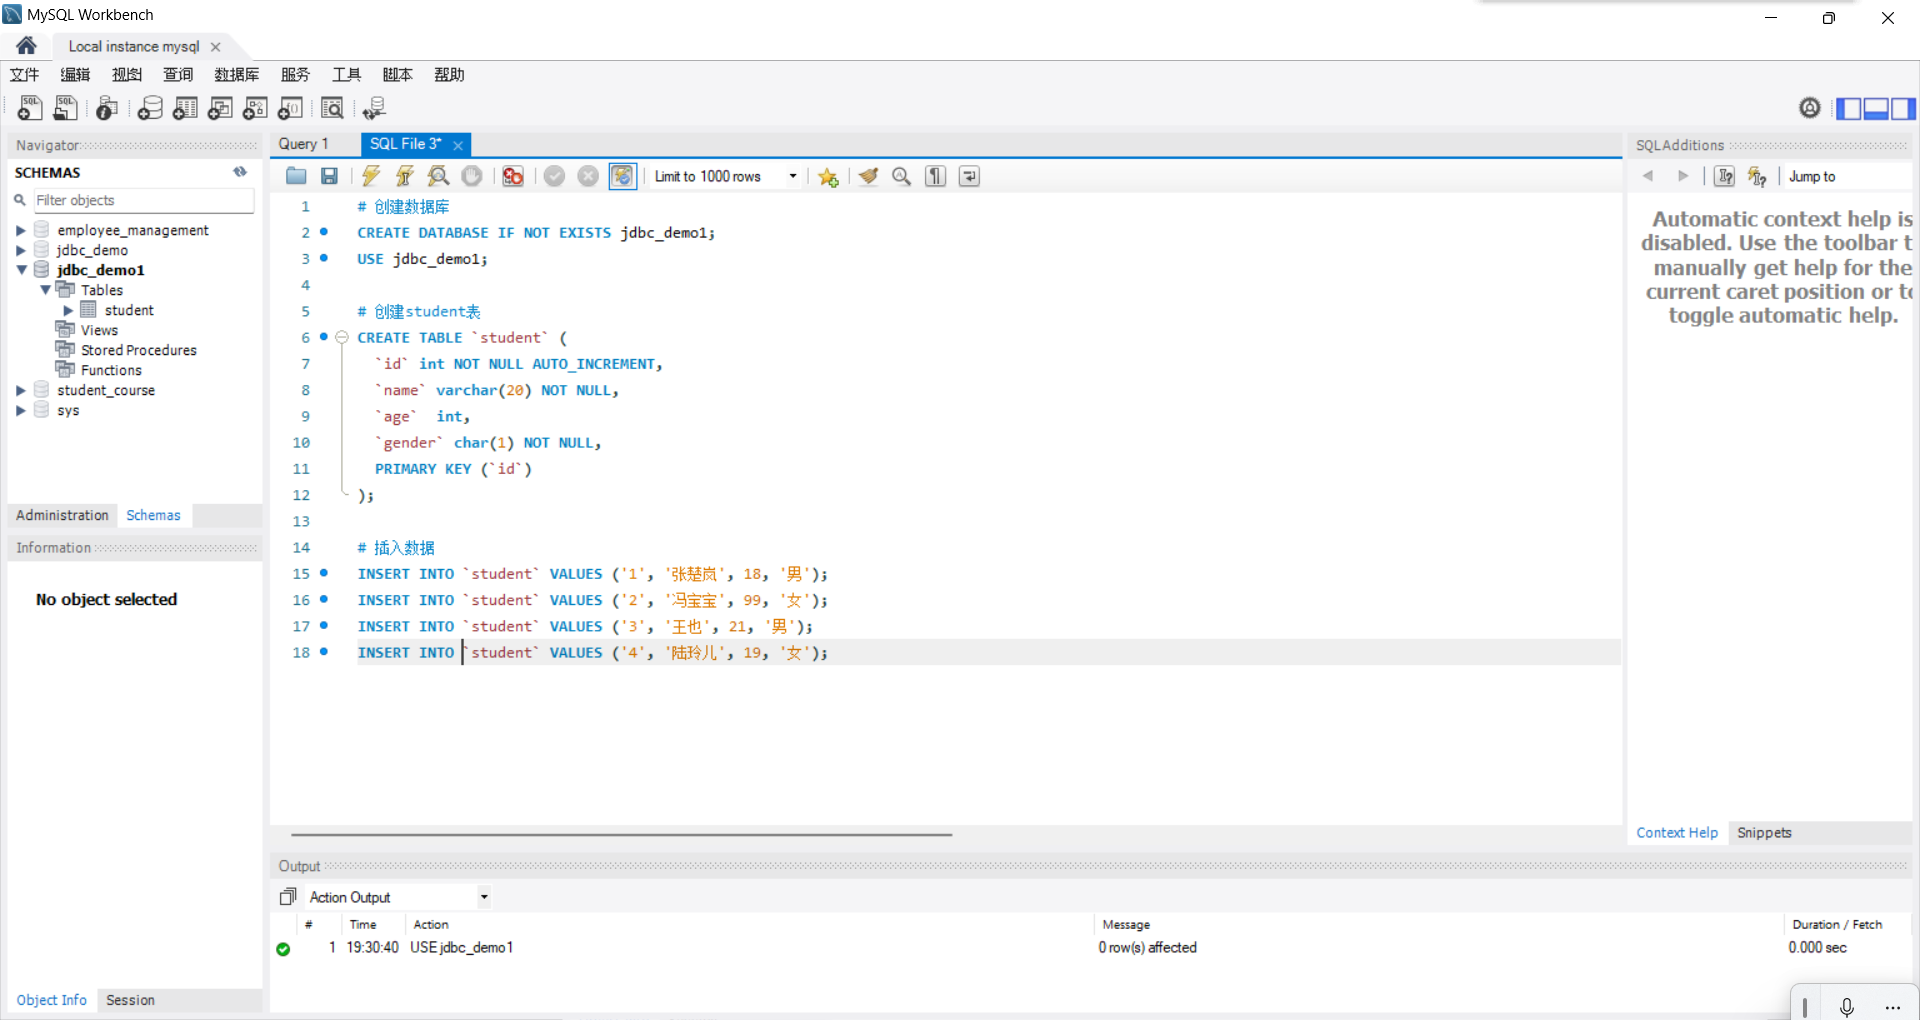 MySQL Workbench
Local instance mysql
文件 编辑 视图 查询 数据库 服务 工具 脚本 帮助
Navigator
SCHEMAS
Filter objects
employee_management
jdbc_demo
jdbc_demo1
Tables
student
Views
Stored Procedures
Functions
student_course
sys
Administration Schemas
Information
No object selected
Object Info Session
Query 1 SQL File 3*
Limit to 1000 rows
1 # 创建数据库
2 CREATE DATABASE IF NOT EXISTS jdbc_demo1;
3 USE jdbc_demo1;
4
5 # 创建student表
6 CREATE TABLE `student` (
7 `id` int NOT NULL AUTO_INCREMENT,
8 `name` varchar(20) NOT NULL,
9 `age` int,
10 `gender` char(1) NOT NULL,
11 PRIMARY KEY (`id`)
12 );
13
14 # 插入数据
15 INSERT INTO `student` VALUES ('1', '张楚岚', 18, '男');
16 INSERT INTO `student` VALUES ('2', '冯宝宝', 99, '女');
17 INSERT INTO `student` VALUES ('3', '王也', 21, '男');
18 INSERT INTO `student` VALUES ('4', '陆玲儿', 19, '女');
SQLAdditions
Jump to
Automatic context help is
disabled. Use the toolbar t
manually get help for the
current caret position or to
toggle automatic help.
Context Help Snippets
Output
Action Output
# Time Action Message Duration / Fetch
1 19:30:40 USE jdbc_demo1 0 row(s) affected 0.000 sec